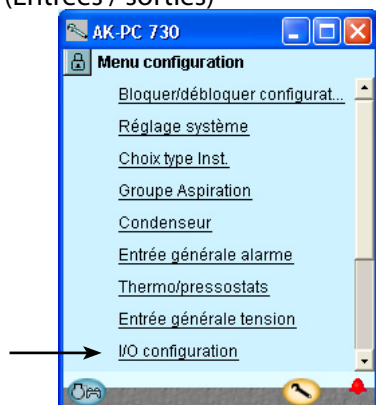 (Entrées / sorties)
AK-PC 730
Menu configuration
Bloquer/débloquer configurat...
Réglage système
Choix type Inst.
Groupe Aspiration
Condenseur
Entrée générale alarme
Thermo/pressostats
Entrée générale tension
I/O configuration